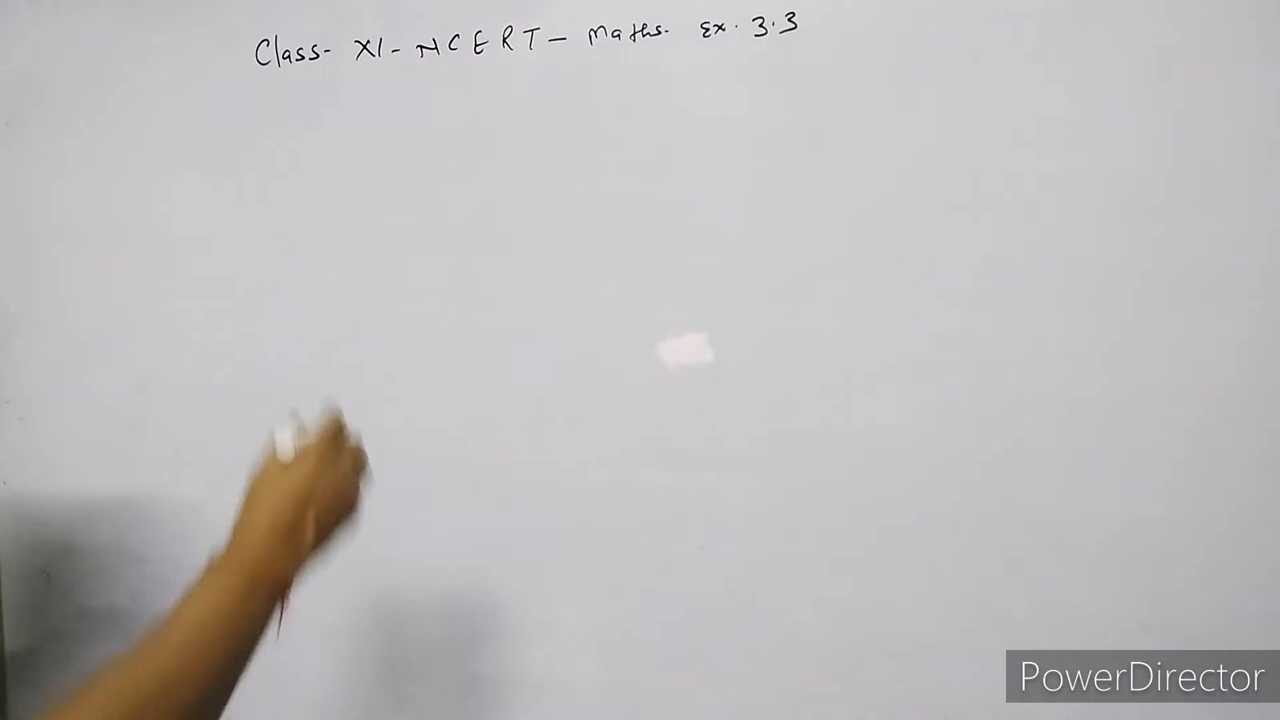 Class- XI - NCERT - Maths. Ex. 3.3
PowerDirector